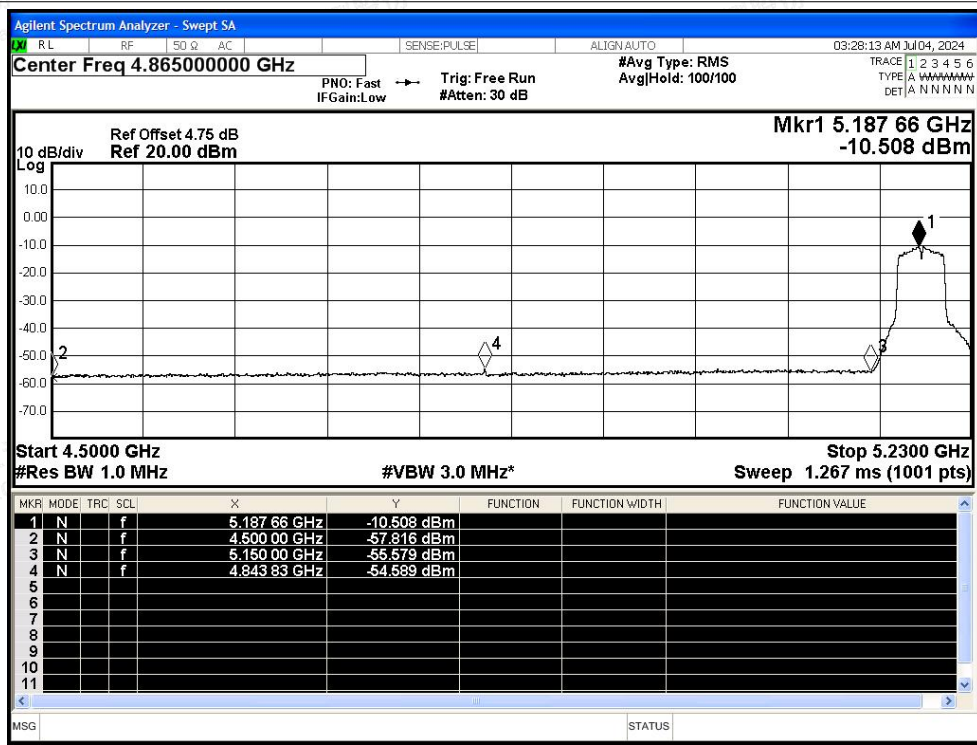 Agilent Spectrum Analyzer - Swept SA
LXI RL RF 50 Ω AC SENSE:PULSE ALIGN AUTO 03:28:13 AM Jul 04, 2024
Center Freq 4.865000000 GHz #Avg Type: RMS TRACE 1 2 3 4 5 6
PNO: Fast Trig: Free Run Avg|Hold: 100/100 TYPE A WWWWW
IFGain:Low #Atten: 30 dB DET A N N N N N
Mkr1 5.187 66 GHz
-10.508 dBm
Ref Offset 4.75 dB
10 dB/div Ref 20.00 dBm
Log
10.0
0.00
-10.0
-20.0
-30.0
-40.0
-50.0
-60.0
-70.0
1
2
4
3
Start 4.5000 GHz Stop 5.2300 GHz
#Res BW 1.0 MHz #VBW 3.0 MHz* Sweep 1.267 ms (1001 pts)
MKR MODE TRC SCL X Y FUNCTION FUNCTION WIDTH FUNCTION VALUE
1 N f 5.187 66 GHz -10.508 dBm
2 N f 4.500 00 GHz -57.816 dBm
3 N f 5.150 00 GHz -55.579 dBm
4 N f 4.843 83 GHz -54.589 dBm
5
6
7
8
9
10
11
MSG STATUS